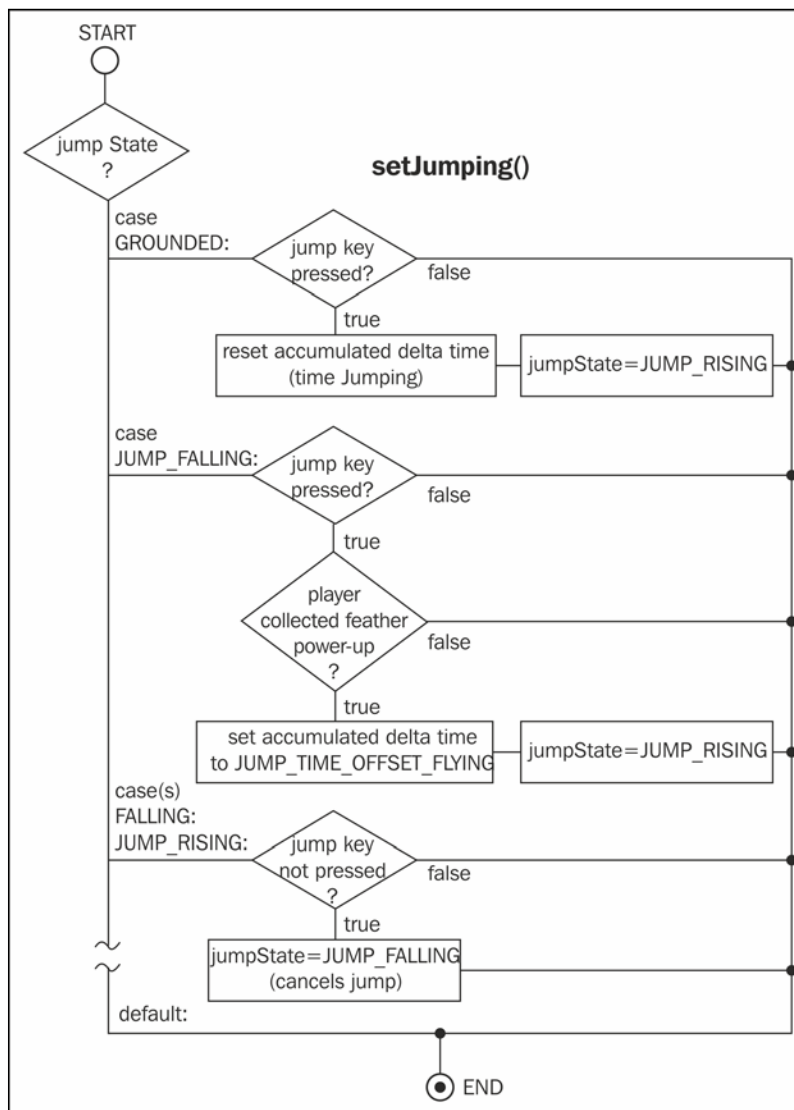 START
jump State
?
setJumping()
case
GROUNDED:
jump key
pressed?
false
true
reset accumulated delta time
(time Jumping)
jumpState=JUMP_RISING
case
JUMP_FALLING:
jump key
pressed?
false
true
player
collected feather
power-up
?
false
true
set accumulated delta time
to JUMP_TIME_OFFSET_FLYING
jumpState=JUMP_RISING
case(s)
FALLING:
JUMP_RISING:
jump key
not pressed
?
false
true
jumpState=JUMP_FALLING
(cancels jump)
default:
END